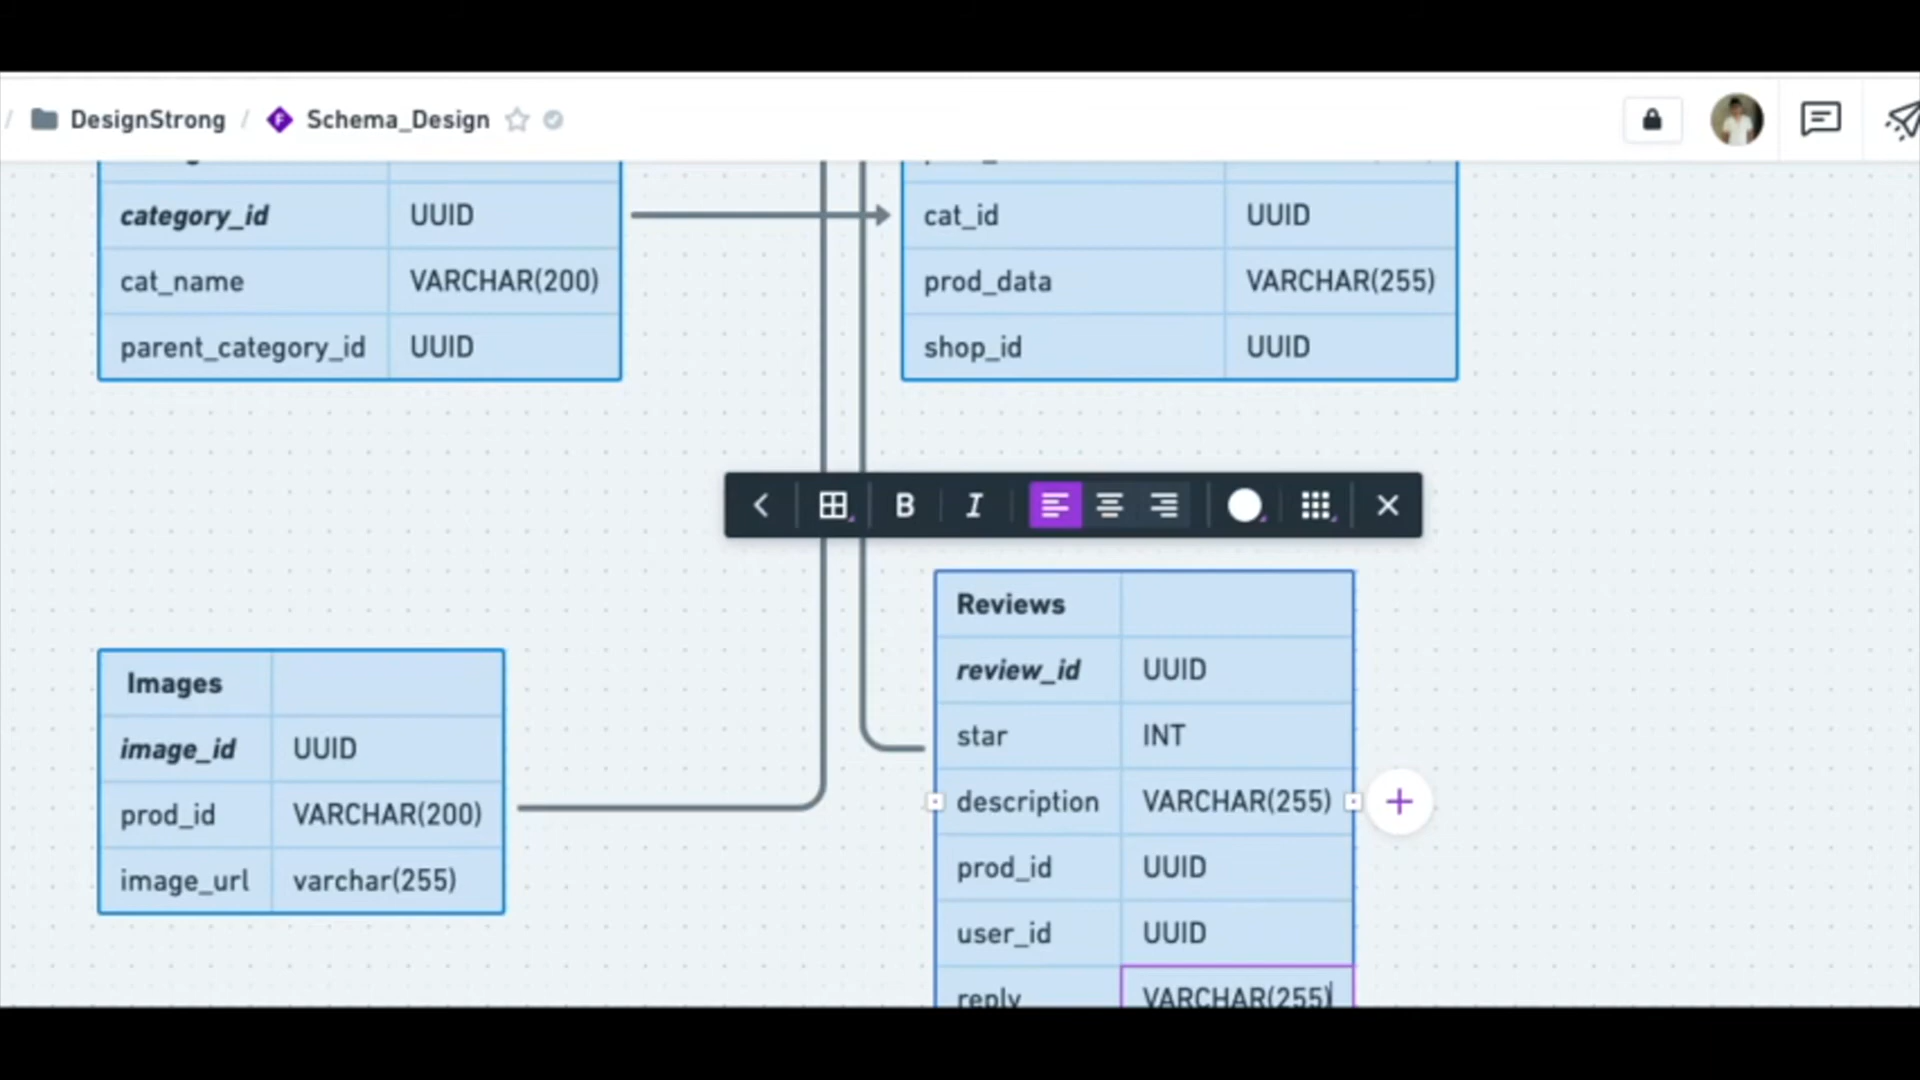 / DesignStrong / Schema_Design
category_id UUID
cat_name VARCHAR(200)
parent_category_id UUID
cat_id UUID
prod_data VARCHAR(255)
shop_id UUID
B I
Images
image_id UUID
prod_id VARCHAR(200)
image_url varchar(255)
Reviews
review_id UUID
star INT
description VARCHAR(255)
prod_id UUID
user_id UUID
reply VARCHAR(255)